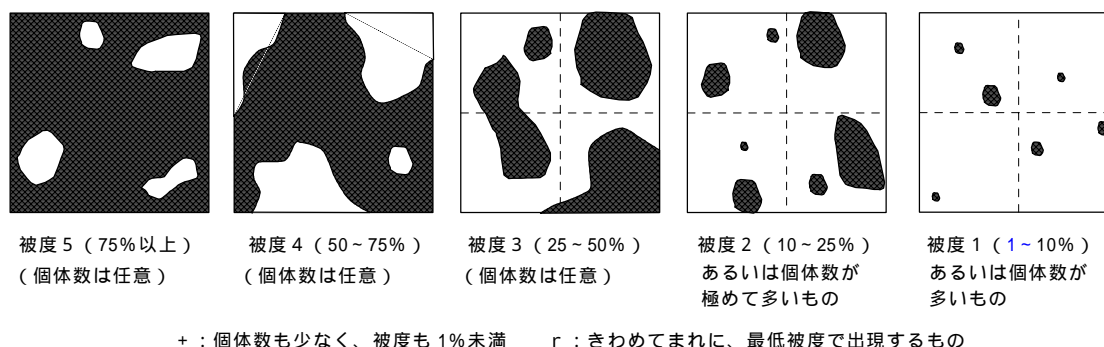 被度5（75%以上）
（個体数は任意）
被度4（50~75%）
（個体数は任意）
被度3（25~50%）
（個体数は任意）
被度2（10~25%）
あるいは個体数が
極めて多いもの
被度1（1~10%）
あるいは個体数が
多いもの
+：個体数も少なく、被度も1%未満　　r：きわめてまれに、最低被度で出現するもの